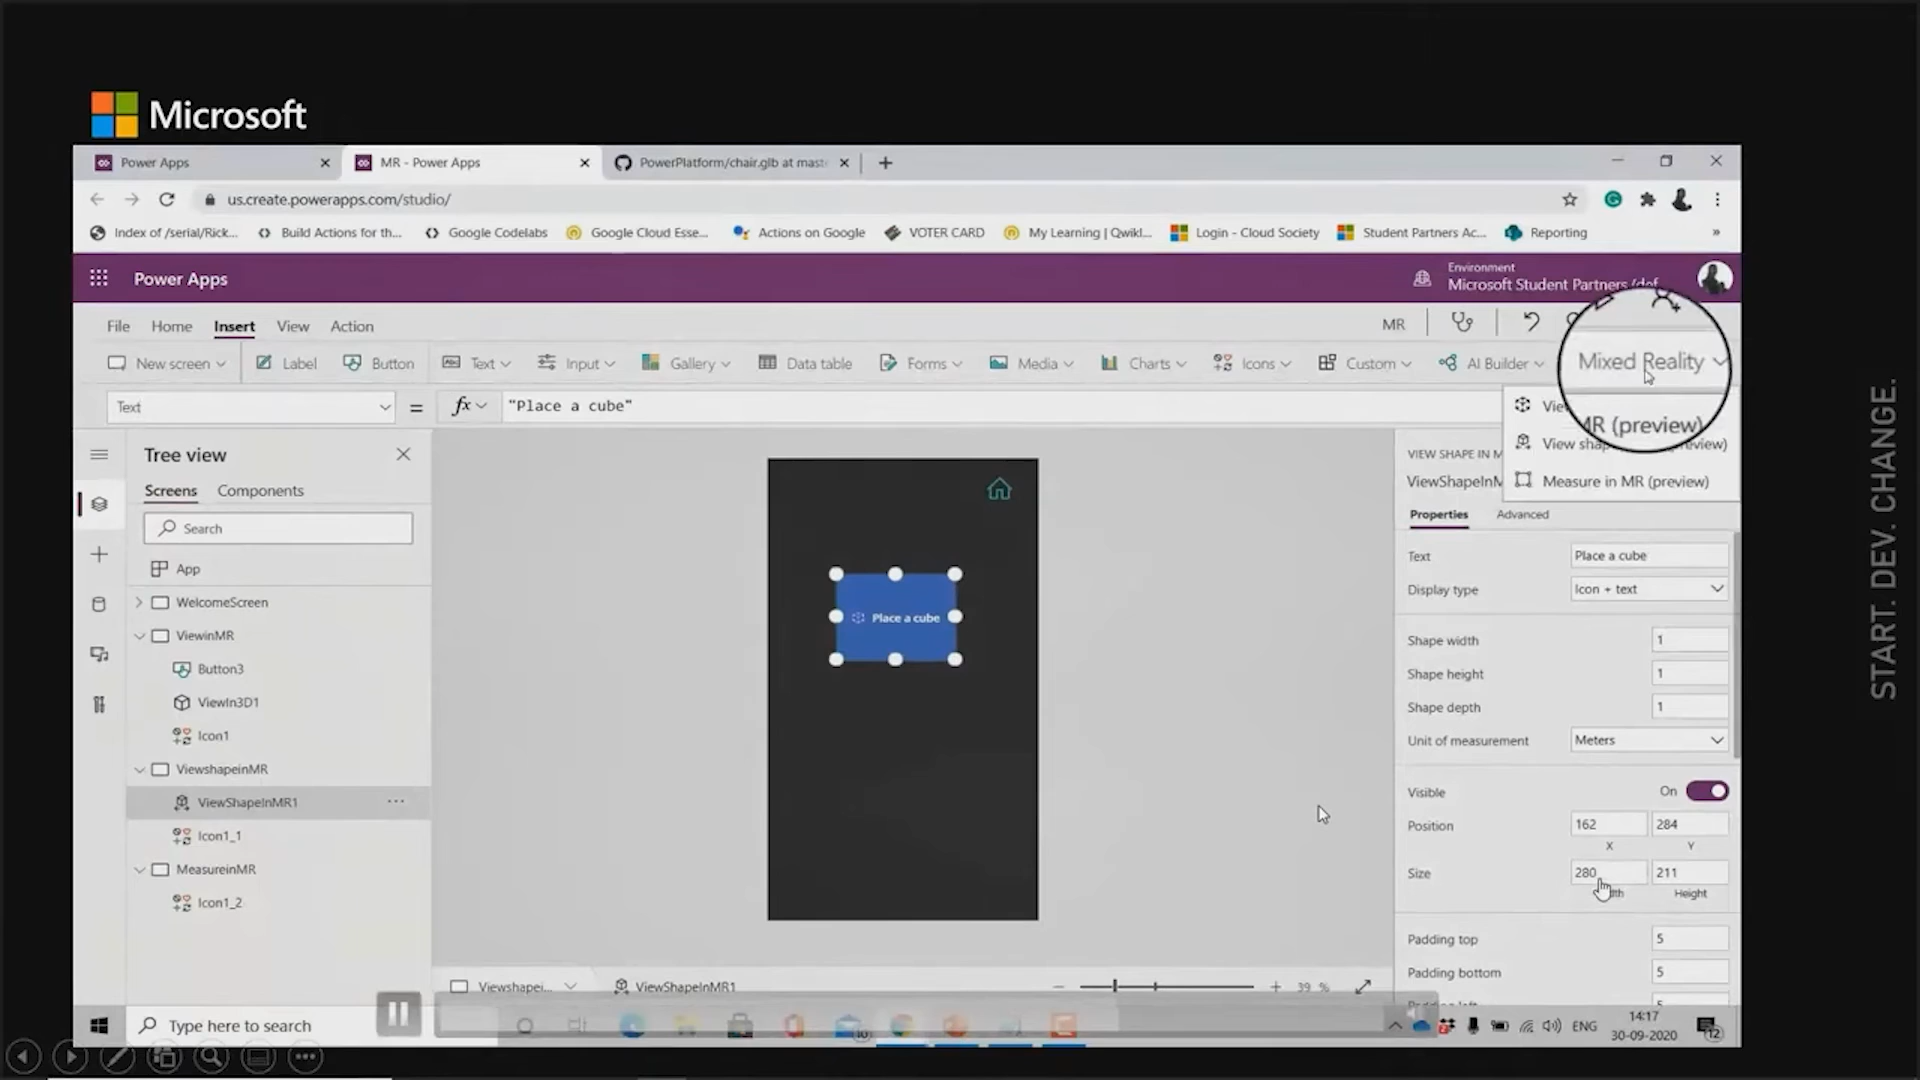 Microsoft
Power Apps
MR - Power Apps
PowerPlatform/chair.glb at mast
us.create.powerapps.com/studio/
Index of /serial/Rick...
Build Actions for th...
Google Codelabs
Google Cloud Esse...
Actions on Google
VOTER CARD
My Learning | Qwikl...
Login - Cloud Society
Student Partners Ac...
Reporting
»
Power Apps
Environment
Microsoft Student Partners (def
File Home Insert View Action
MR
New screen
Label
Button
Text
Input
Gallery
Data table
Forms
Media
Charts
Icons
Custom
AI Builder
Mixed Reality
MR (preview)
Measure in MR (preview)
Text
= fx "Place a cube"
Tree view
Screens Components
Search
App
WelcomeScreen
ViewinMR
Button3
ViewIn3D1
Icon1
ViewshapeinMR
ViewShapeInMR1
Icon1_1
MeasureinMR
Icon1_2
Place a cube
VIEW SHAPE IN M
ViewShapeInM
Properties Advanced
Text Place a cube
Display type Icon + text
Shape width 1
Shape height 1
Shape depth 1
Unit of measurement Meters
Visible On
Position 162 284
X Y
Size 280 211
Height
Padding top 5
Padding bottom 5
Viewshapei...
ViewShapeInMR1
39 %
Type here to search
ENG
14:17
30-09-2020
12
START. DEV. CHANGE.